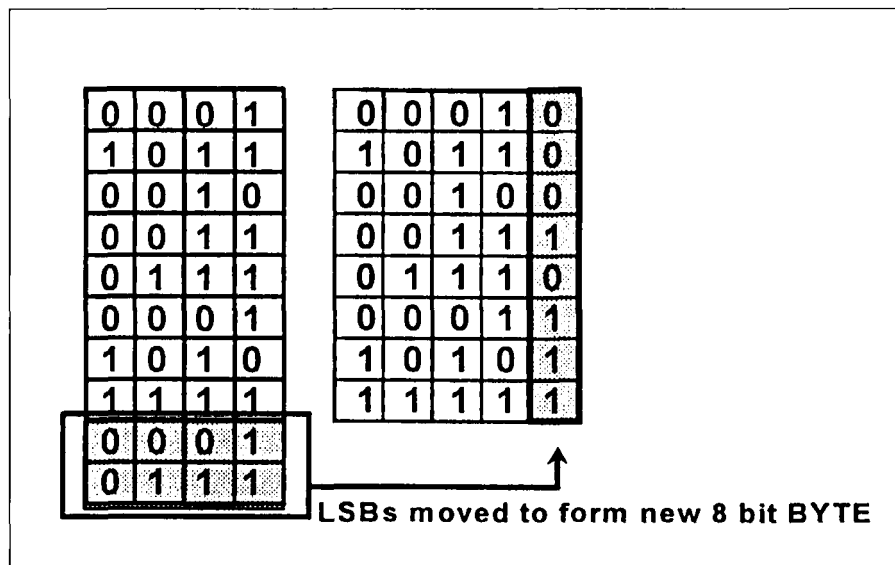 0 0 0 1 0 0 0 1 0
1 0 1 1 1 0 1 1 0
0 0 1 0 0 0 1 0 0
0 0 1 1 0 0 1 1 1
0 1 1 1 0 1 1 1 0
0 0 0 1 0 0 0 1 1
1 0 1 0 1 0 1 0 1
1 1 1 1 1 1 1 1 1
0 0 0 1
0 1 1 1
LSBs moved to form new 8 bit BYTE